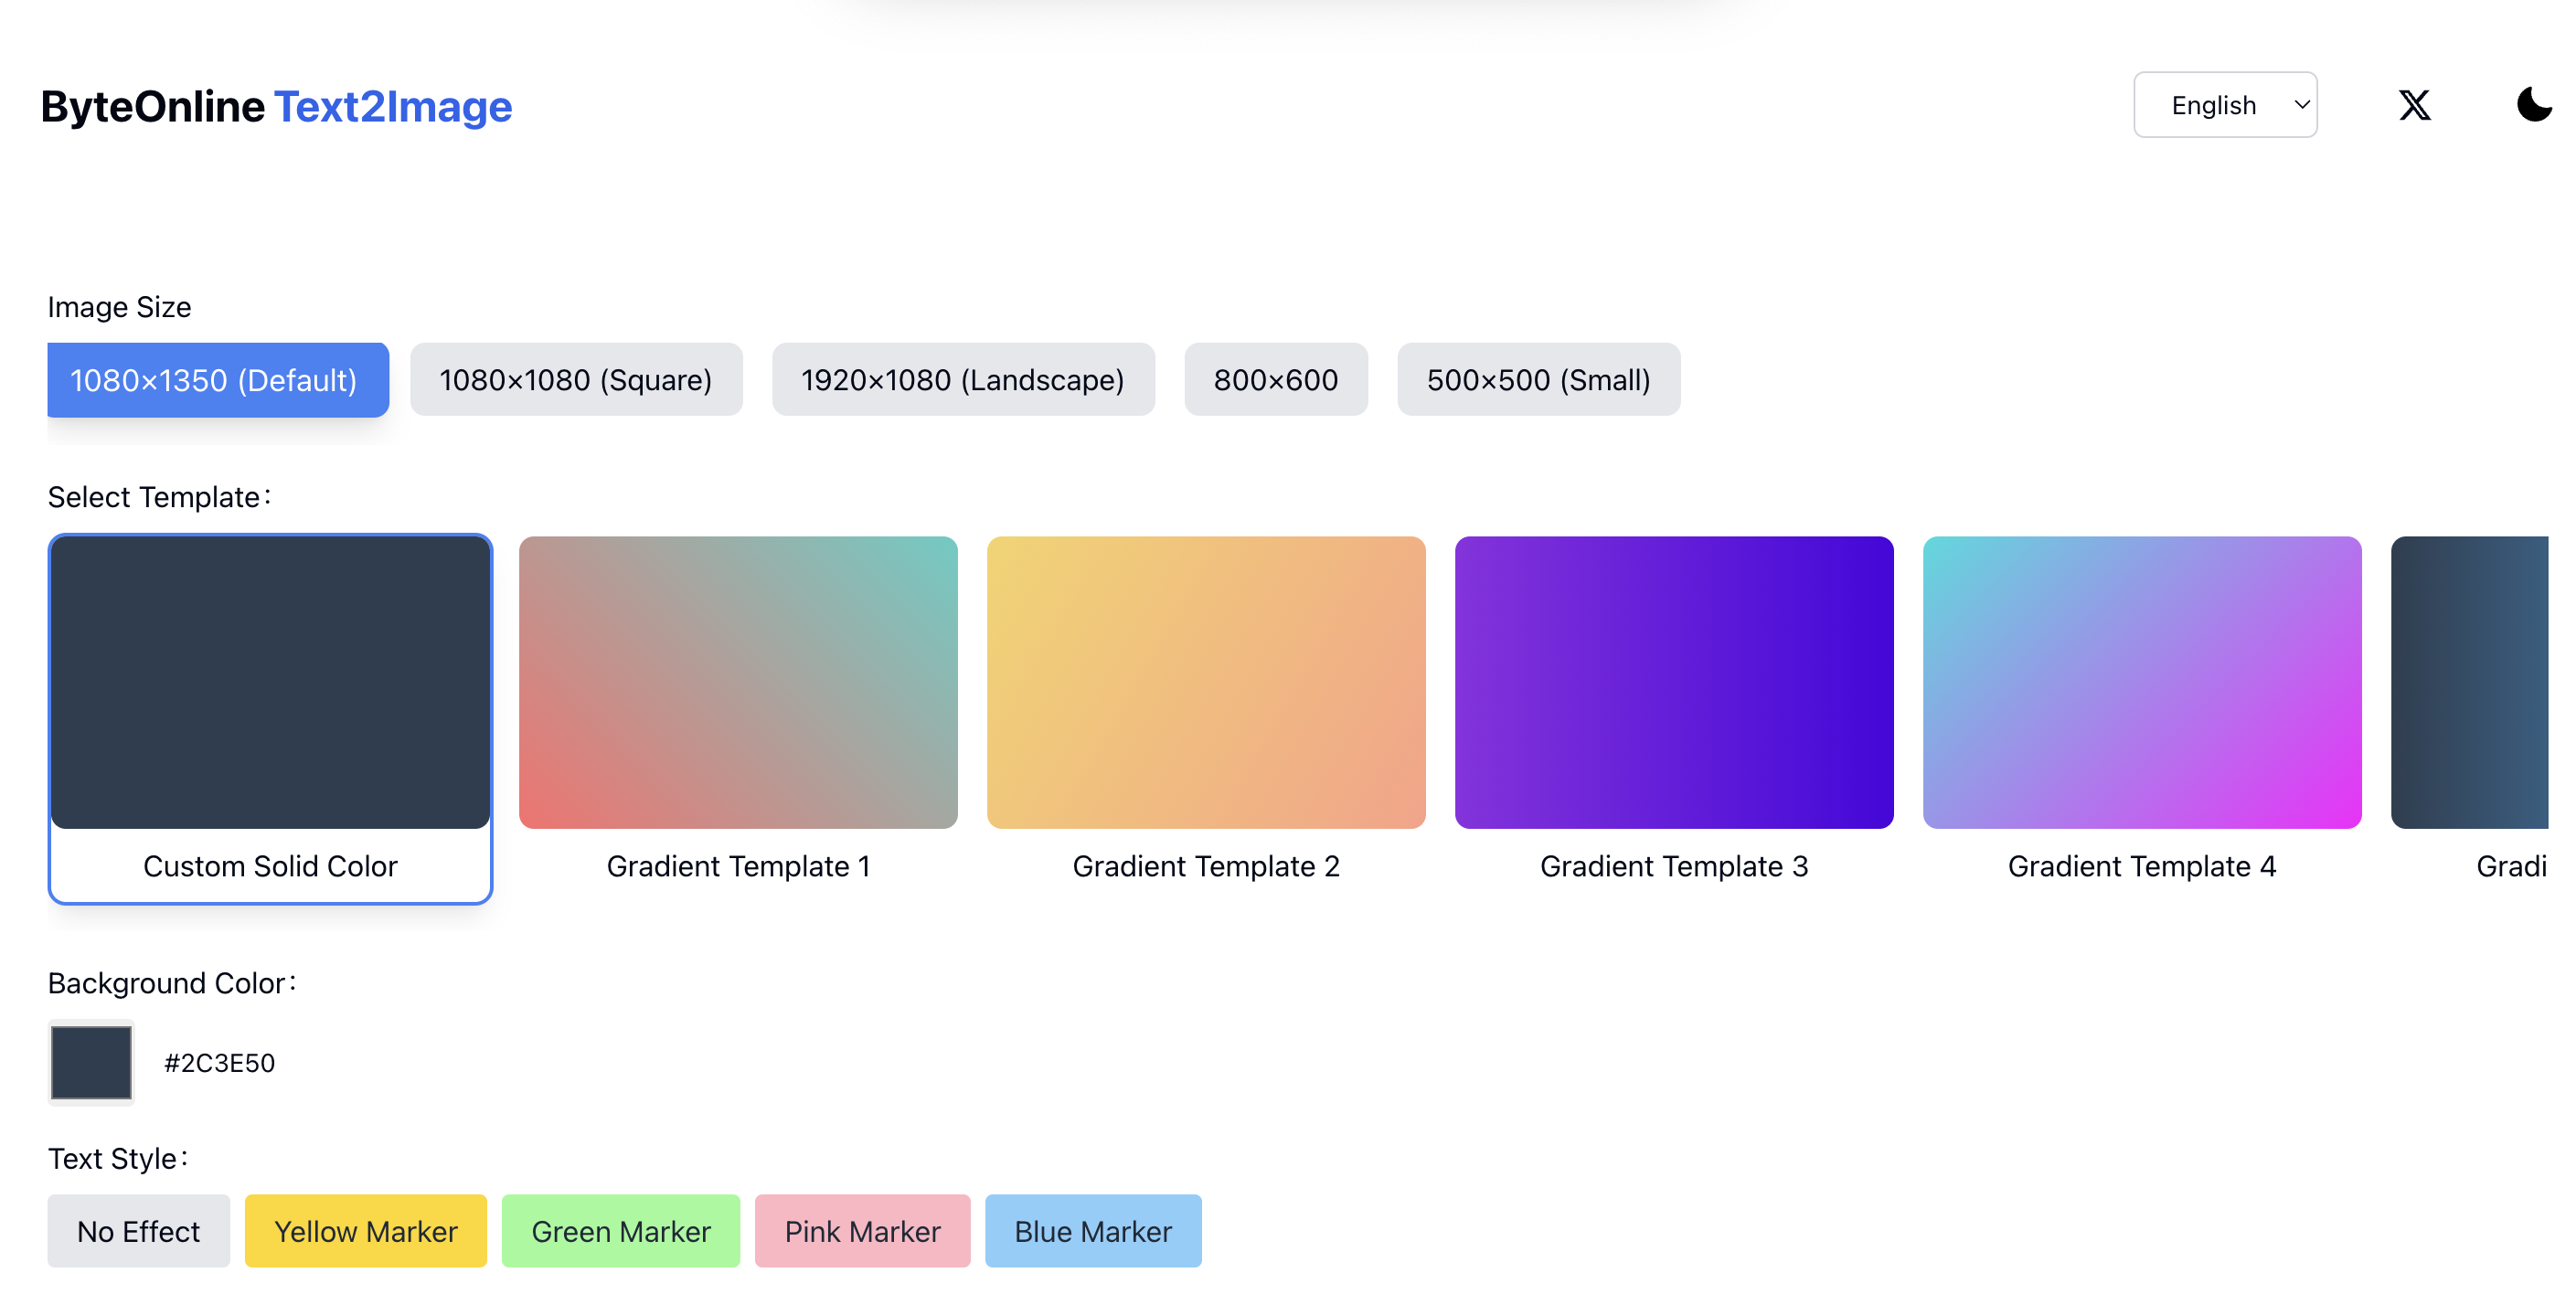 ByteOnline Text2Image
English
Image Size
1080×1350 (Default) 1080×1080 (Square) 1920×1080 (Landscape) 800×600 500×500 (Small)
Select Template：
Custom Solid Color Gradient Template 1 Gradient Template 2 Gradient Template 3 Gradient Template 4 Gradi
Background Color：
#2C3E50
Text Style：
No Effect Yellow Marker Green Marker Pink Marker Blue Marker